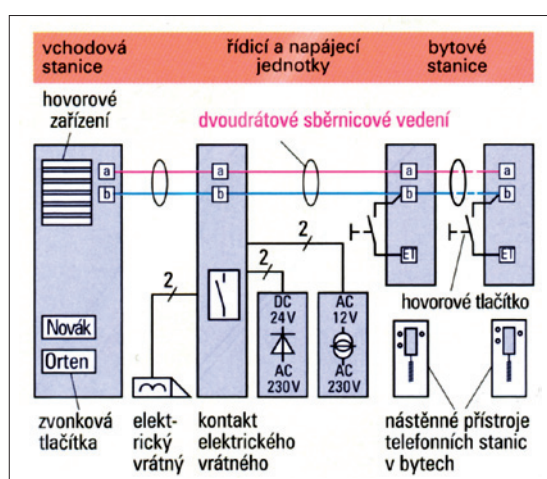 vchodová
stanice
řídicí a napájecí
jednotky
bytové
stanice
hovorové
zařízení
dvoudrátové sběrnicové vedení
a
b
a
b
a
b
a
b
2
2
2
ET
ET
hovorové tlačítko
DC
24V
AC
230V
AC
12V
AC
230V
Novák
Orten
zvonková
tlačítka
elekt-
rický
vrátný
kontakt
elektrického
vrátného
nástěnné přístroje
telefonních stanic
v bytech